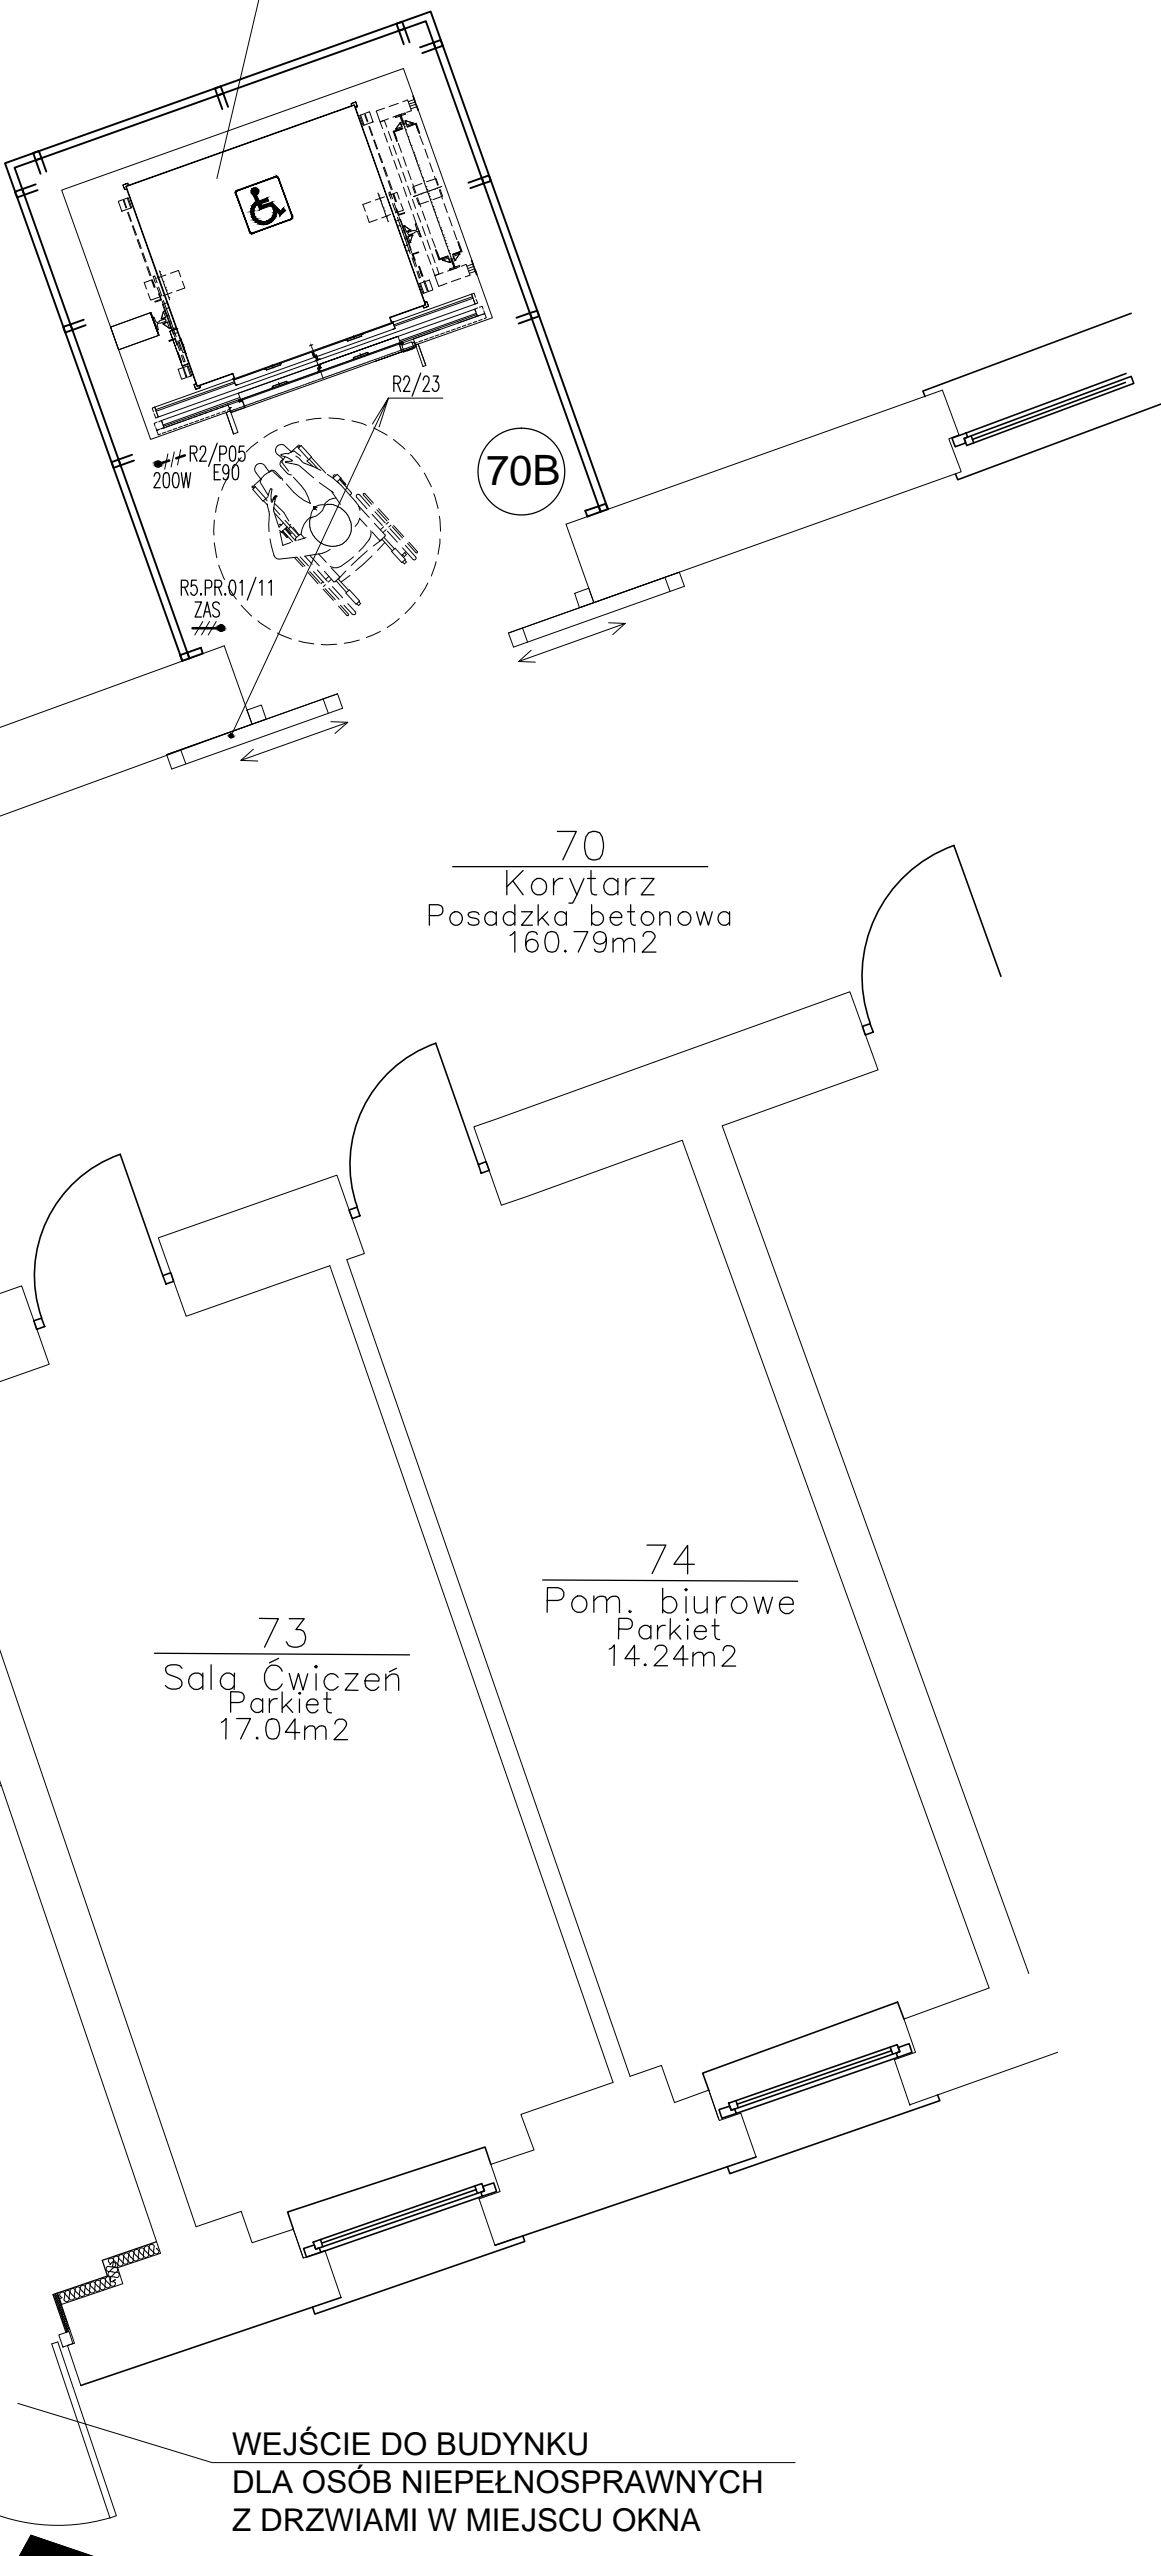 R2/23
R2/P05
E90
200W
70B
R5.PR.01/11
ZAS
70
Korytarz
Posadzka betonowa
160.79m2
74
Pom. biurowe
Parkiet
14.24m2
73
Sala Ćwiczeń
Parkiet
17.04m2
WEJŚCIE DO BUDYNKU
DLA OSÓB NIEPEŁNOSPRAWNYCH
Z DRZWIAMI W MIEJSCU OKNA